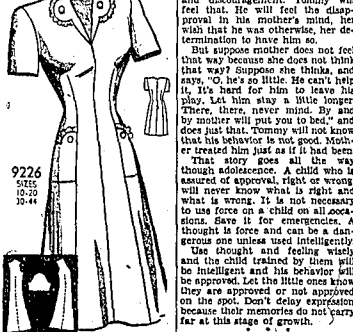 9226
SIZES
10-20
30-44
and discouragement. Tommy will
feel that. He will feel the disap-
proval in his mother's mind, her
wish that he was otherwise, her de-
termination to have him so.
But suppose mother does not feel
that way because she does not think
that way? Suppose she thinks, and
says, "O, he's so little. He can't help
it, It's hard for him to leave his
play. Let him stay a little longer
There, there, never mind. By and
by mother will put you to bed," and
does just that. Tommy will not know
that his behavior is not good. Moth-
er treated him just as if it had been.
That story goes all the way
though adolescence. A child who is
assured of approval, right or wrong
will never know what is right and
what is wrong. It is not necessary
to use force on a child on all occa-
sions. Save it for emergencies. A
thought is force and can be a dan-
gerous one unless used intelligently
Use thought and feeling wisely
and the child trained by them will
be intelligent and his behavior will
be approved. Let the little ones know
they are approved or not approved
on the spot. Don't delay expression
because their memories do not carry
far at this stage of growth.